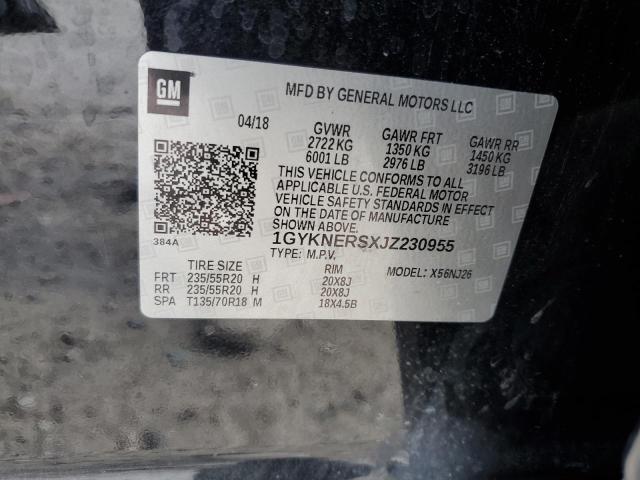 GM
MFD BY GENERAL MOTORS LLC
04/18 GVWR GAWR FRT GAWR RR
2722 KG 1350 KG 1450 KG
6001 LB 2976 LB 3196 LB
THIS VEHICLE CONFORMS TO ALL
APPLICABLE U.S. FEDERAL MOTOR
VEHICLE SAFETY STANDARDS IN
EFFECT ON THE DATE OF
MANUFACTURE SHOWN ABOVE.
384A
1GYKNERSXJZ230955
TYPE: M.P.V. MODEL: X56NJ26
TIRE SIZE RIM
FRT 235/55R20 H 20X8J
RR 235/55R20 H 20X8J
SPA T135/70R18 M 18X4.5B